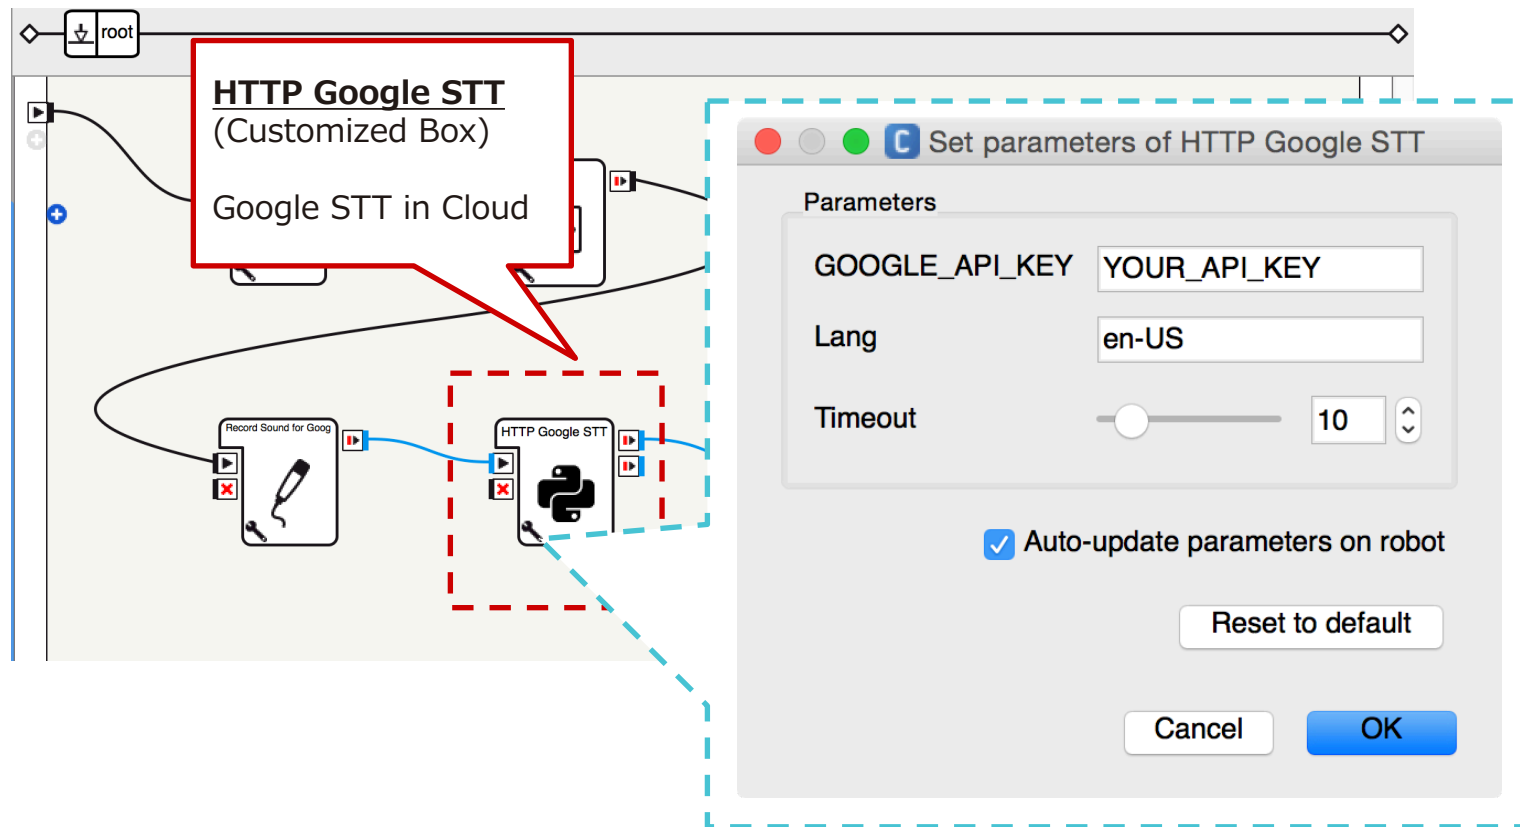 root
HTTP Google STT
(Customized Box)
Google STT in Cloud
Record Sound for Goog
HTTP Google STT
C Set parameters of HTTP Google STT
Parameters
GOOGLE_API_KEY YOUR_API_KEY
Lang en-US
Timeout 10
Auto-update parameters on robot
Reset to default
Cancel OK